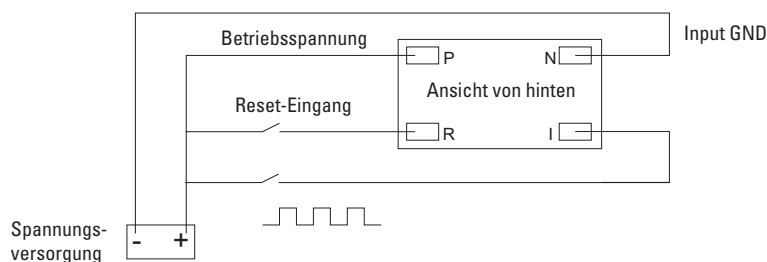 Betriebsspannung
Input GND
P
N
Ansicht von hinten
Reset-Eingang
R
I
Spannungs-
versorgung
-
+